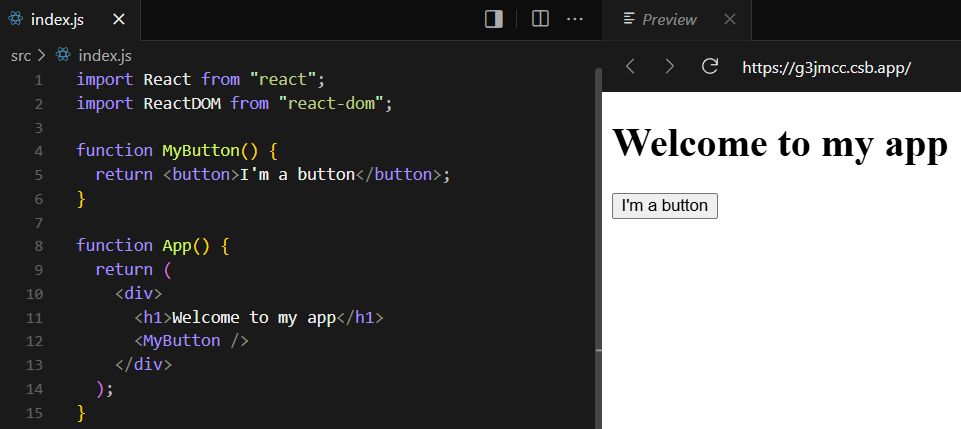 index.js
Preview
src > index.js
https://g3jmcc.csb.app/
1 import React from "react";
2 import ReactDOM from "react-dom";
3
4 function MyButton() {
5   return <button>I'm a button</button>;
6 }
7
8 function App() {
9   return (
10     <div>
11       <h1>Welcome to my app</h1>
12       <MyButton />
13     </div>
14   );
15 }
Welcome to my app
I'm a button